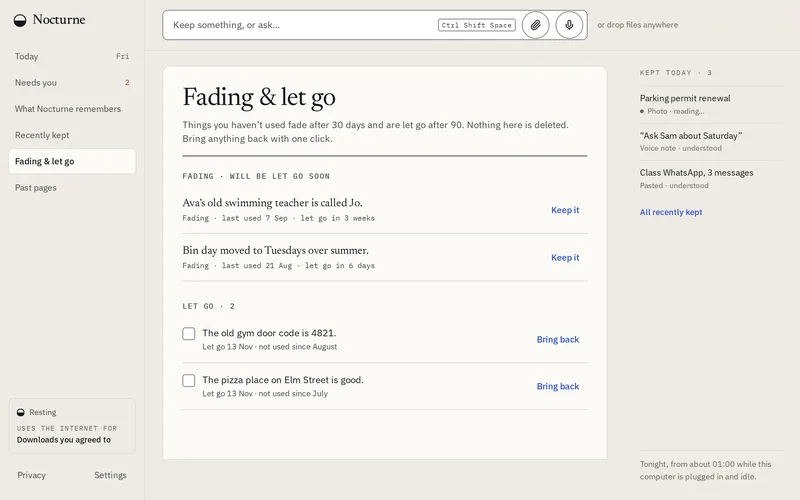 Nocturne
Today Fri
Needs you 2
What Nocturne remembers
Recently kept
Fading & let go
Past pages
Resting
USES THE INTERNET FOR
Downloads you agreed to
Privacy Settings
Keep something, or ask… Ctrl Shift Space
or drop files anywhere
Fading & let go
Things you haven’t used fade after 30 days and are let go after 90. Nothing here is deleted.
Bring anything back with one click.
FADING · WILL BE LET GO SOON
Ava’s old swimming teacher is called Jo.
Fading · last used 7 Sep · let go in 3 weeks
Keep it
Bin day moved to Tuesdays over summer.
Fading · last used 21 Aug · let go in 6 days
Keep it
LET GO · 2
The old gym door code is 4821.
Let go 13 Nov · not used since August
Bring back
The pizza place on Elm Street is good.
Let go 13 Nov · not used since July
Bring back
KEPT TODAY · 3
Parking permit renewal
Photo · reading…
“Ask Sam about Saturday”
Voice note · understood
Class WhatsApp, 3 messages
Pasted · understood
All recently kept
Tonight, from about 01:00 while this
computer is plugged in and idle.